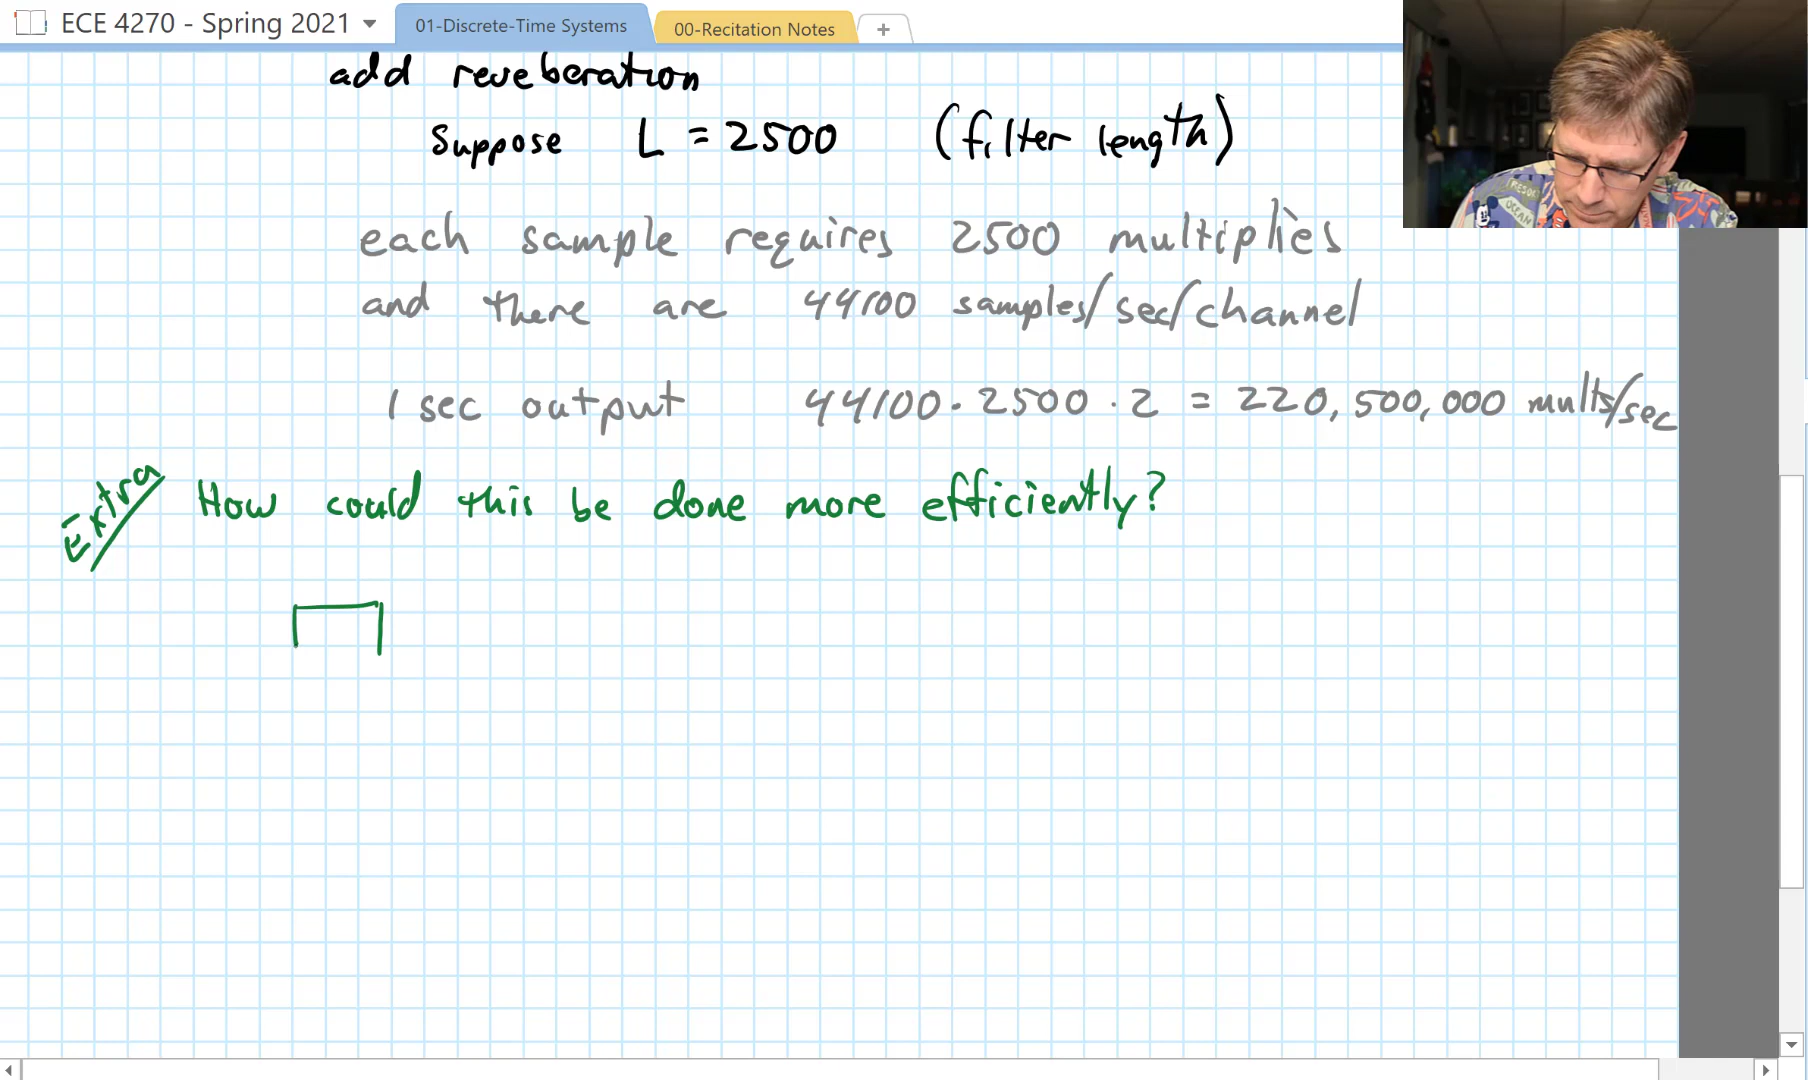 ECE 4270 - Spring 2021
01-Discrete-Time Systems
00-Recitation Notes
+
add reveberation
suppose L = 2500 (filter length)
each sample requires 2500 multiplies
and there are 44100 samples/sec/channel
1 sec output 44100 · 2500 · 2 = 220,500,000 mults/sec
Extra How could this be done more efficiently?